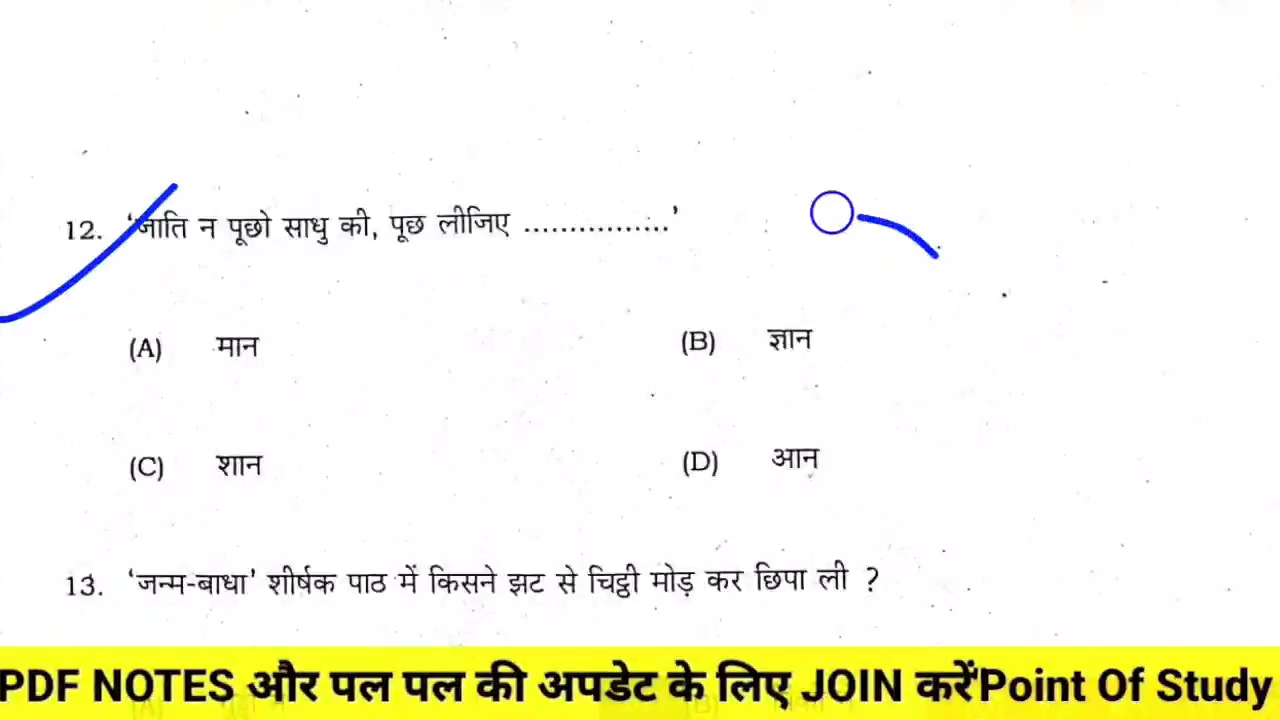 12. 'जाति न पूछो साधु की, पूछ लीजिए ................'
(A) मान (B) ज्ञान
(C) शान (D) आन
13. 'जन्म-बाधा' शीर्षक पाठ में किसने झट से चिट्ठी मोड़ कर छिपा ली ?
PDF NOTES और पल पल की अपडेट के लिए JOIN करें'Point Of Study